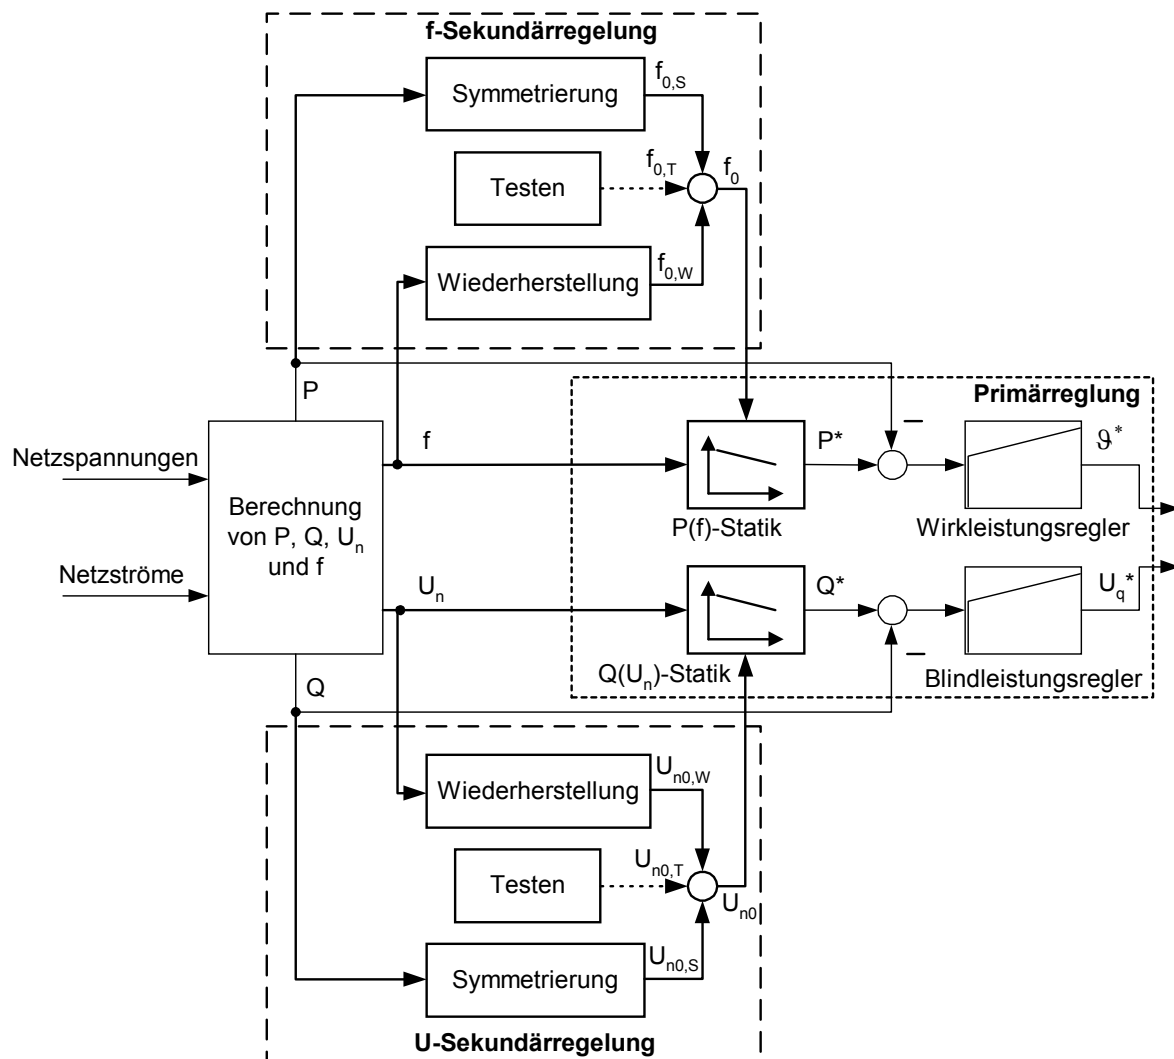 f-Sekundärregelung
Symmetrierung
f0,S
Testen
f0,T
f0
Wiederherstellung
f0,W
P
Primärreglung
Netzspannungen
f
P*
ϑ*
Berechnung
von P, Q, Un
und f
P(f)-Statik
Wirkleistungsregler
Netzströme
Un
Q*
Uq*
Q(Un)-Statik
Blindleistungsregler
Q
Wiederherstellung
Un0,W
Testen
Un0,T
Un0
Symmetrierung
Un0,S
U-Sekundärregelung